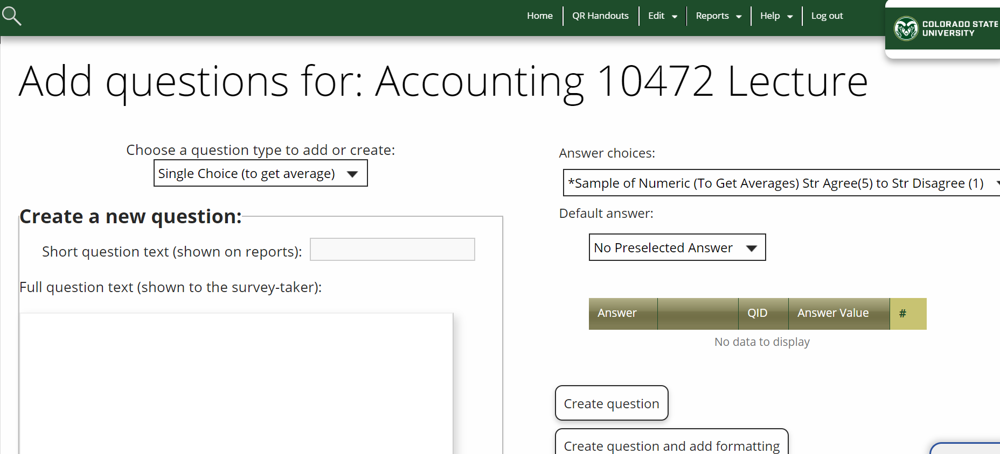 Home
QR Handouts
Edit
Reports
Help
Log out
COLORADO STATE
UNIVERSITY
Add questions for: Accounting 10472 Lecture
Choose a question type to add or create:
Single Choice (to get average)
Create a new question:
Short question text (shown on reports):
Full question text (shown to the survey-taker):
Answer choices:
*Sample of Numeric (To Get Averages) Str Agree(5) to Str Disagree (1)
Default answer:
No Preselected Answer
Answer QID Answer Value #
No data to display
Create question
Create question and add formatting